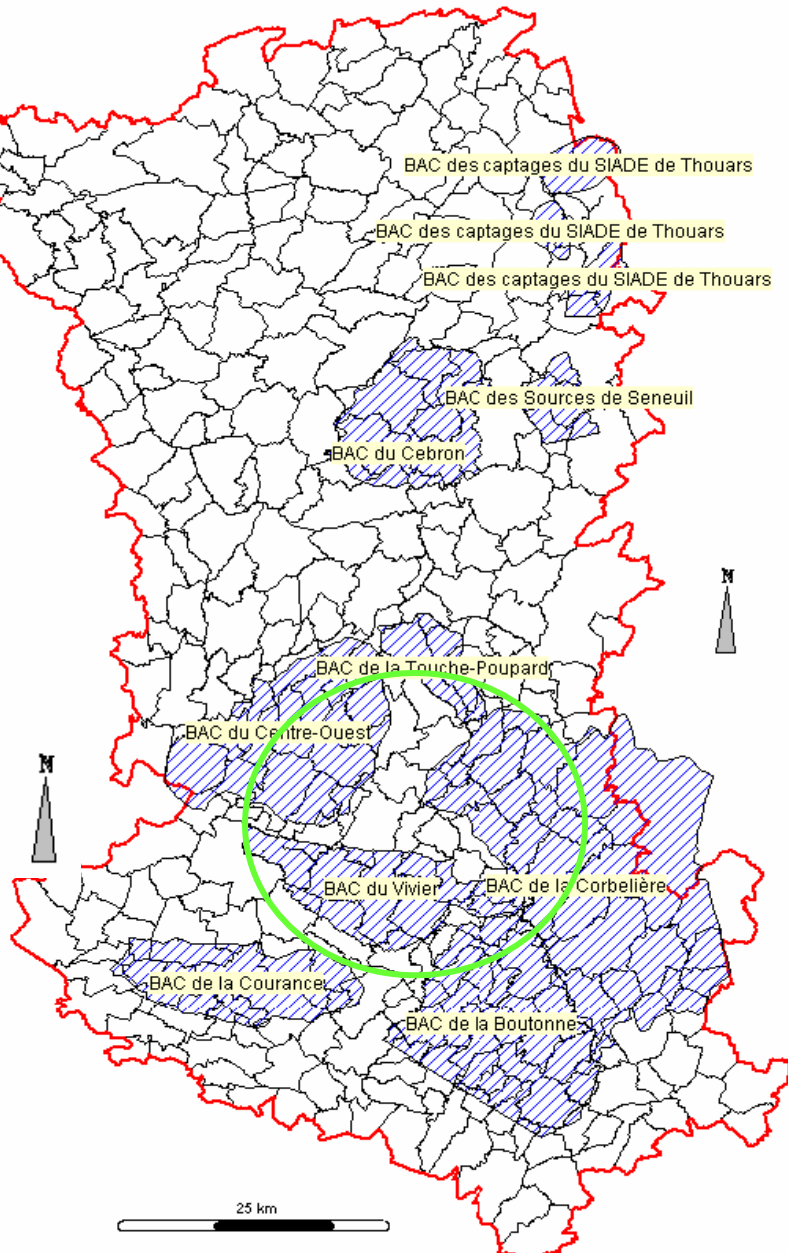 BAC des captages du SIADE de Thouars
BAC des captages du SIADE de Thouars
BAC des captages du SIADE de Thouars
BAC des Sources de Seneuil
BAC du Cebron
N
BAC de la Touche-Poupard
BAC du Centre-Ouest
N
BAC du Vivier
BAC de la Corbelière
BAC de la Courance
BAC de la Boutonne
25 km